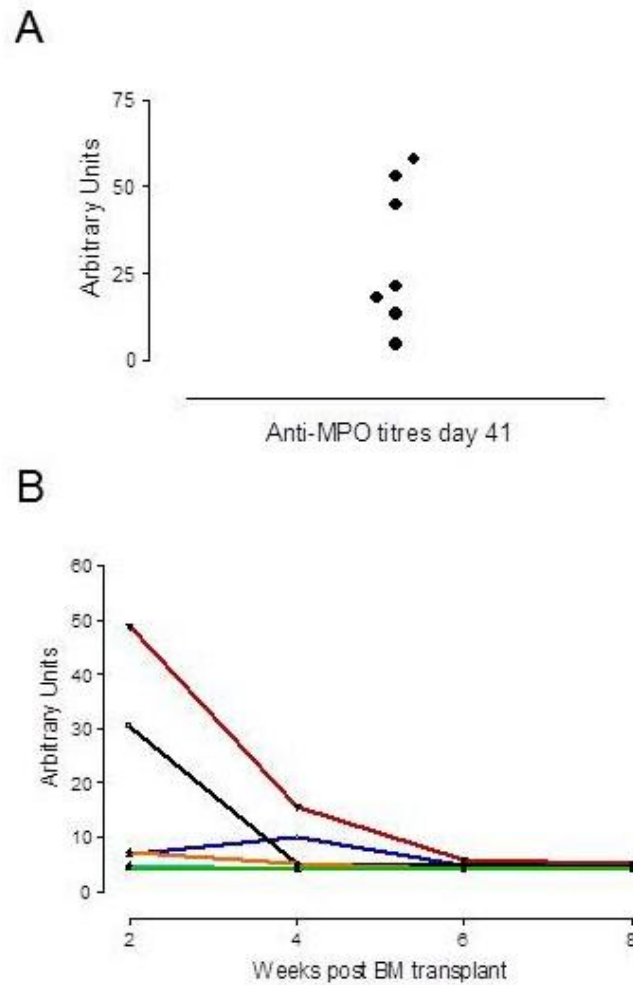 A
75
50
25
0
Arbitrary Units
Anti-MPO titres day 41
B
60
50
40
30
20
10
0
Arbitrary Units
2 4 6 8
Weeks post BM transplant